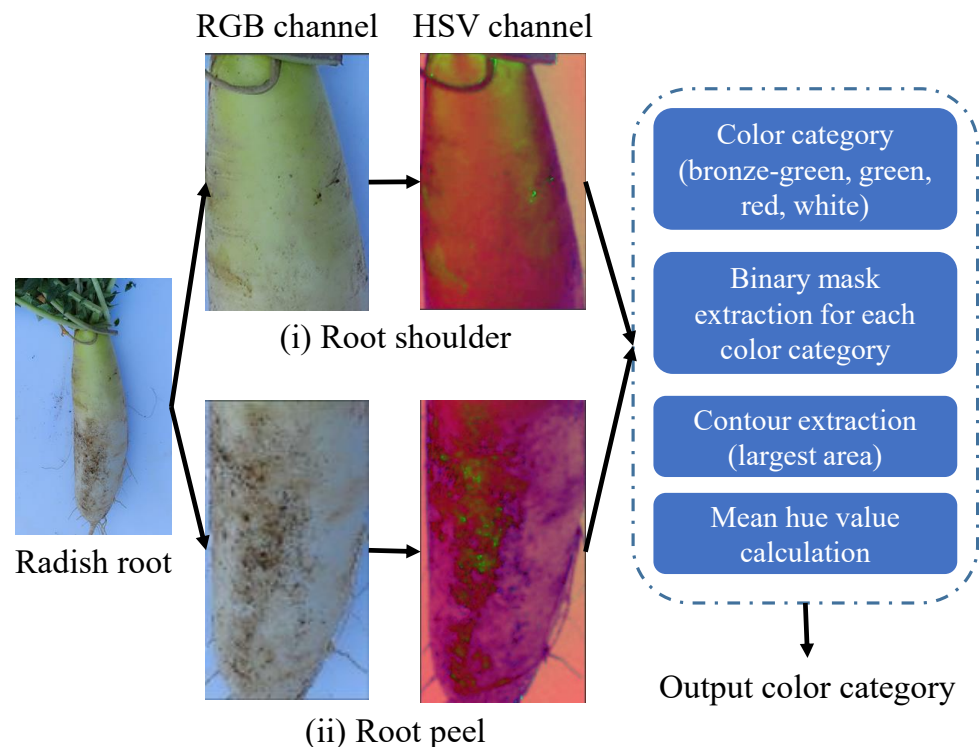 RGB channel
HSV channel
(i) Root shoulder
Radish root
(ii) Root peel
Color category
(bronze-green, green,
red, white)
Binary mask
extraction for each
color category
Contour extraction
(largest area)
Mean hue value
calculation
Output color category